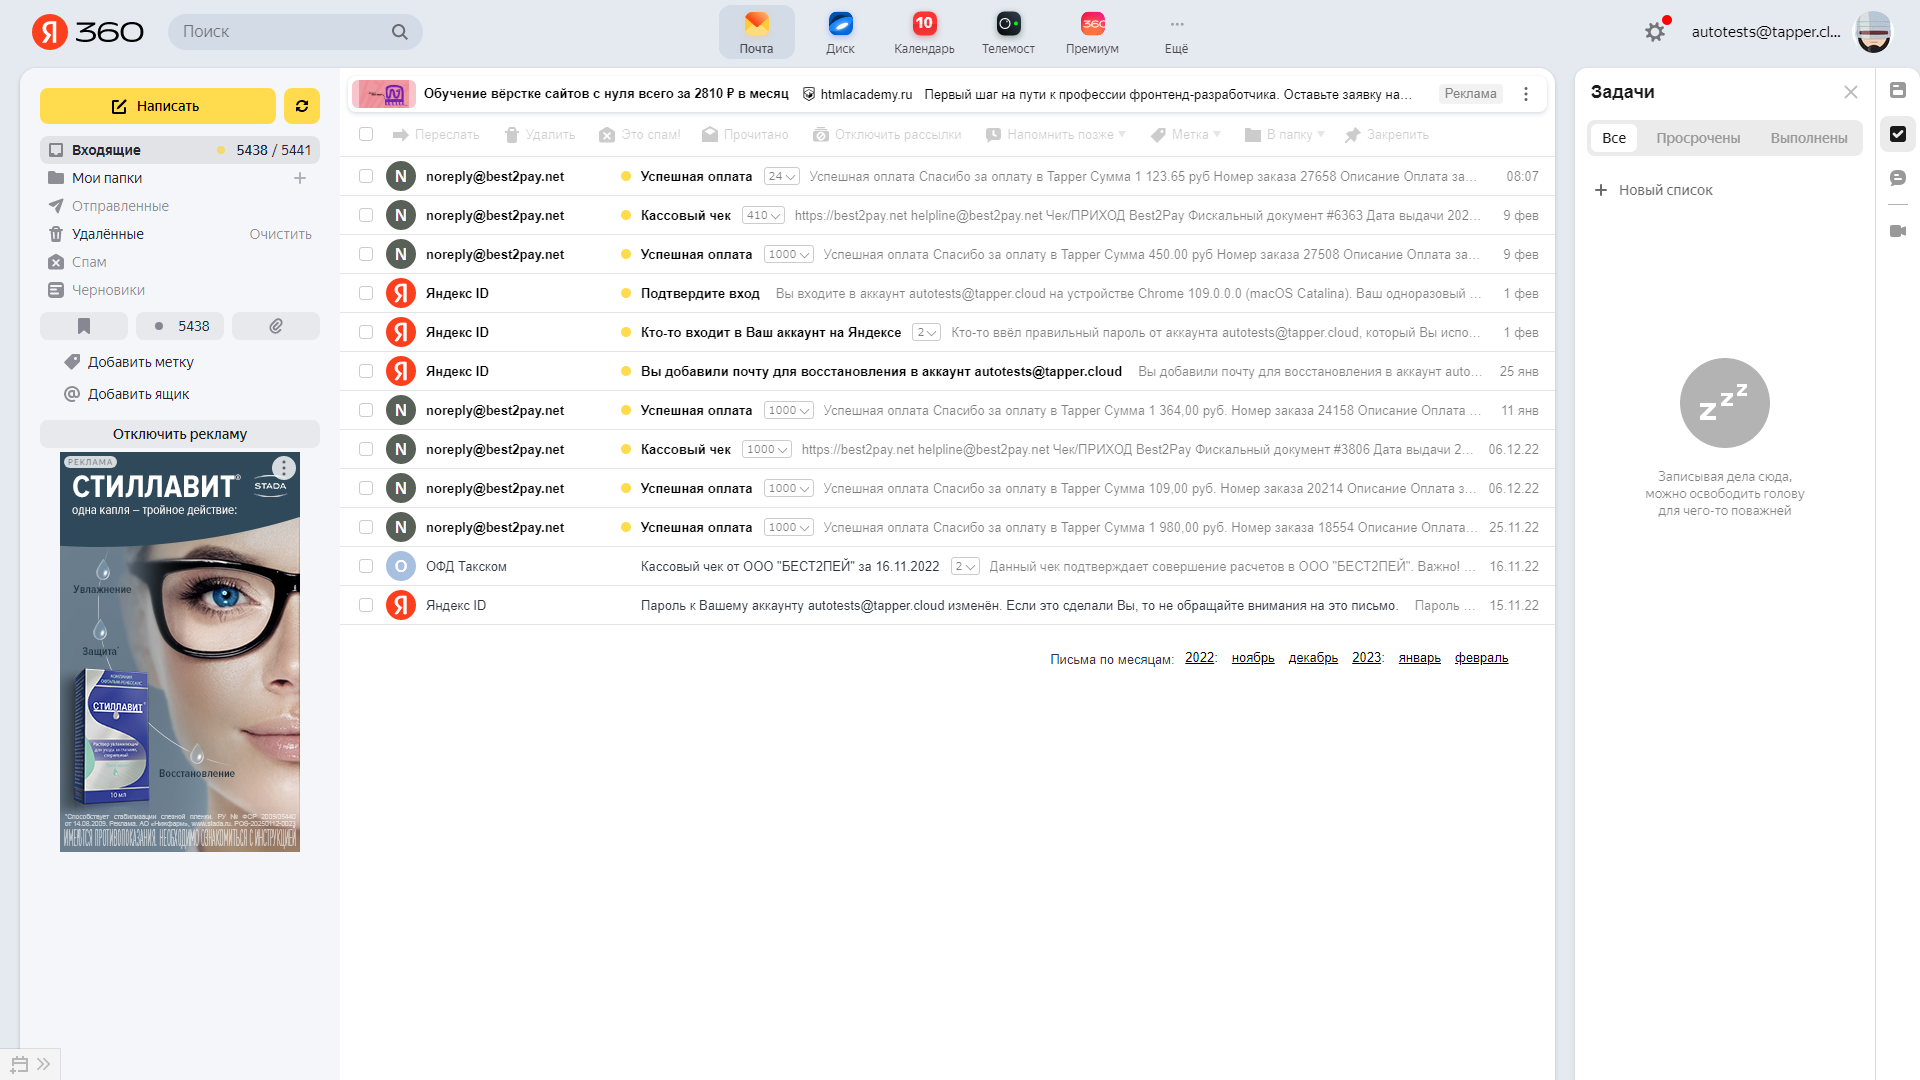 Я 360
Поиск
Почта
Диск
10
Календарь
Телемост
360
Премиум
Ещё
autotests@tapper.cl...
Написать
Входящие 5438 / 5441
Мои папки
Отправленные
Удалённые Очистить
Спам
Черновики
5438
Добавить метку
Добавить ящик
Отключить рекламу
РЕКЛАМА
СТИЛЛАВИТ®
STADA
одна капля – тройное действие:
Увлажнение
Защита*
СТИЛЛАВИТ
10 мл
Восстановление
ИМЕЮТСЯ ПРОТИВОПОКАЗАНИЯ. НЕОБХОДИМО ОЗНАКОМИТЬСЯ С ИНСТРУКЦИЕЙ
Обучение вёрстке сайтов с нуля всего за 2810 ₽ в месяц htmlacademy.ru Первый шаг на пути к профессии фронтенд-разработчика. Оставьте заявку на... Реклама
Переслать Удалить Это спам! Прочитано Отключить рассылки Напомнить позже Метка В папку Закрепить
N noreply@best2pay.net Успешная оплата 24 Успешная оплата Спасибо за оплату в Tapper Сумма 1 123.65 руб Номер заказа 27658 Описание Оплата за... 08:07
N noreply@best2pay.net Кассовый чек 410 https://best2pay.net helpline@best2pay.net Чек/ПРИХОД Best2Pay Фискальный документ #6363 Дата выдачи 202... 9 фев
N noreply@best2pay.net Успешная оплата 1000 Успешная оплата Спасибо за оплату в Tapper Сумма 450.00 руб Номер заказа 27508 Описание Оплата за... 9 фев
Я Яндекс ID Подтвердите вход Вы входите в аккаунт autotests@tapper.cloud на устройстве Chrome 109.0.0.0 (macOS Catalina). Ваш одноразовый ... 1 фев
Я Яндекс ID Кто-то входит в Ваш аккаунт на Яндексе 2 Кто-то ввёл правильный пароль от аккаунта autotests@tapper.cloud, который Вы испо... 1 фев
Я Яндекс ID Вы добавили почту для восстановления в аккаунт autotests@tapper.cloud Вы добавили почту для восстановления в аккаунт auto... 25 янв
N noreply@best2pay.net Успешная оплата 1000 Успешная оплата Спасибо за оплату в Tapper Сумма 1 364,00 руб. Номер заказа 24158 Описание Оплата ... 11 янв
N noreply@best2pay.net Кассовый чек 1000 https://best2pay.net helpline@best2pay.net Чек/ПРИХОД Best2Pay Фискальный документ #3806 Дата выдачи 2... 06.12.22
N noreply@best2pay.net Успешная оплата 1000 Успешная оплата Спасибо за оплату в Tapper Сумма 109,00 руб. Номер заказа 20214 Описание Оплата з... 06.12.22
N noreply@best2pay.net Успешная оплата 1000 Успешная оплата Спасибо за оплату в Tapper Сумма 1 980,00 руб. Номер заказа 18554 Описание Оплата... 25.11.22
О ОФД Такском Кассовый чек от ООО "БЕСТ2ПЕЙ" за 16.11.2022 2 Данный чек подтверждает совершение расчетов в ООО "БЕСТ2ПЕЙ". Важно! ... 16.11.22
Я Яндекс ID Пароль к Вашему аккаунту autotests@tapper.cloud изменён. Если это сделали Вы, то не обращайте внимания на это письмо. Пароль ... 15.11.22
Письма по месяцам: 2022: ноябрь декабрь 2023: январь февраль
Задачи
Все Просрочены Выполнены
Новый список
zzz
Записывая дела сюда,
можно освободить голову
для чего-то поважней